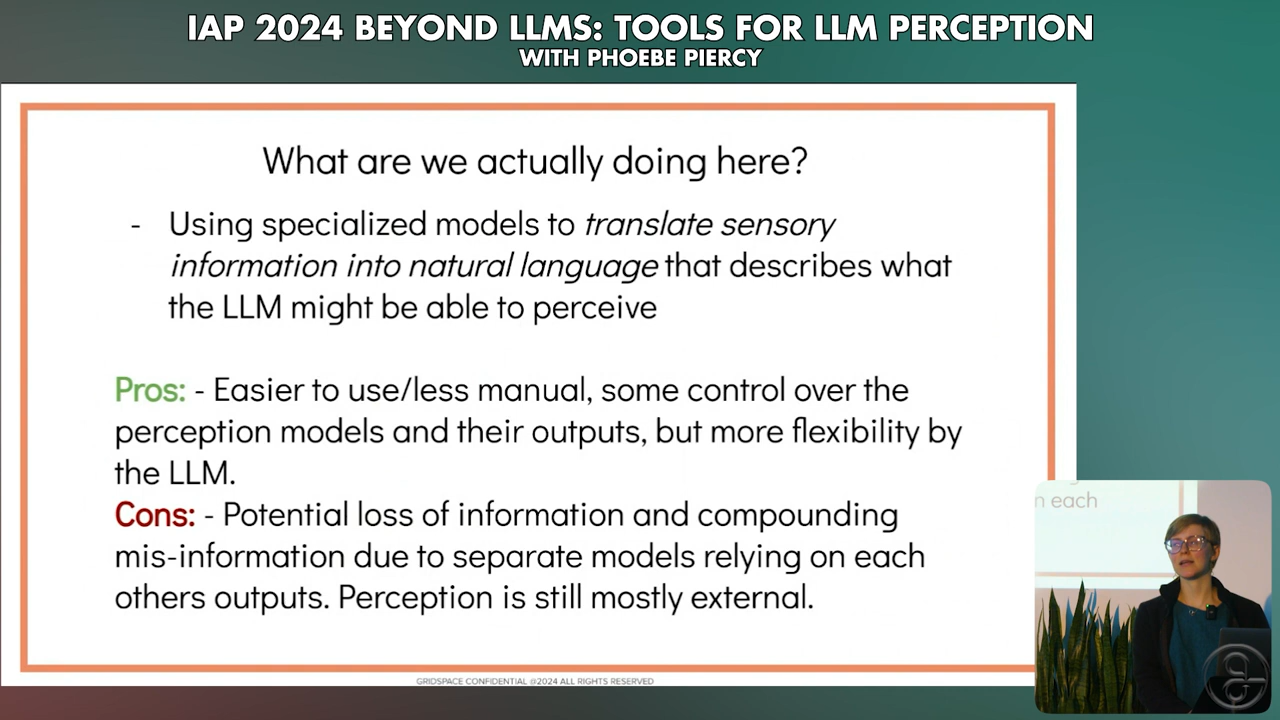 IAP 2024 BEYOND LLMS: TOOLS FOR LLM PERCEPTION
WITH PHOEBE PIERCY
What are we actually doing here?
- Using specialized models to translate sensory
information into natural language that describes what
the LLM might be able to perceive
Pros: - Easier to use/less manual, some control over the
perception models and their outputs, but more flexibility by
the LLM.
Cons: - Potential loss of information and compounding
mis-information due to separate models relying on each
others outputs. Perception is still mostly external.
GRIDSPACE CONFIDENTIAL @2024 ALL RIGHTS RESERVED
n each